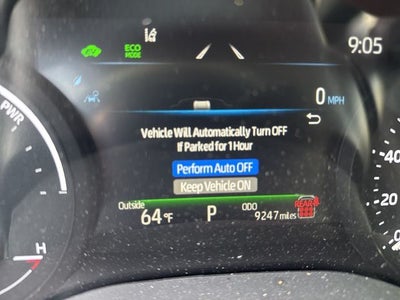 ECO
MODE
9:05
PWR
0 MPH
Vehicle Will Automatically Turn OFF
If Parked for 1 Hour
Perform Auto OFF
Keep Vehicle ON
Outside
64°F
P
ODO
9247 miles
REAR
H
40
20
0